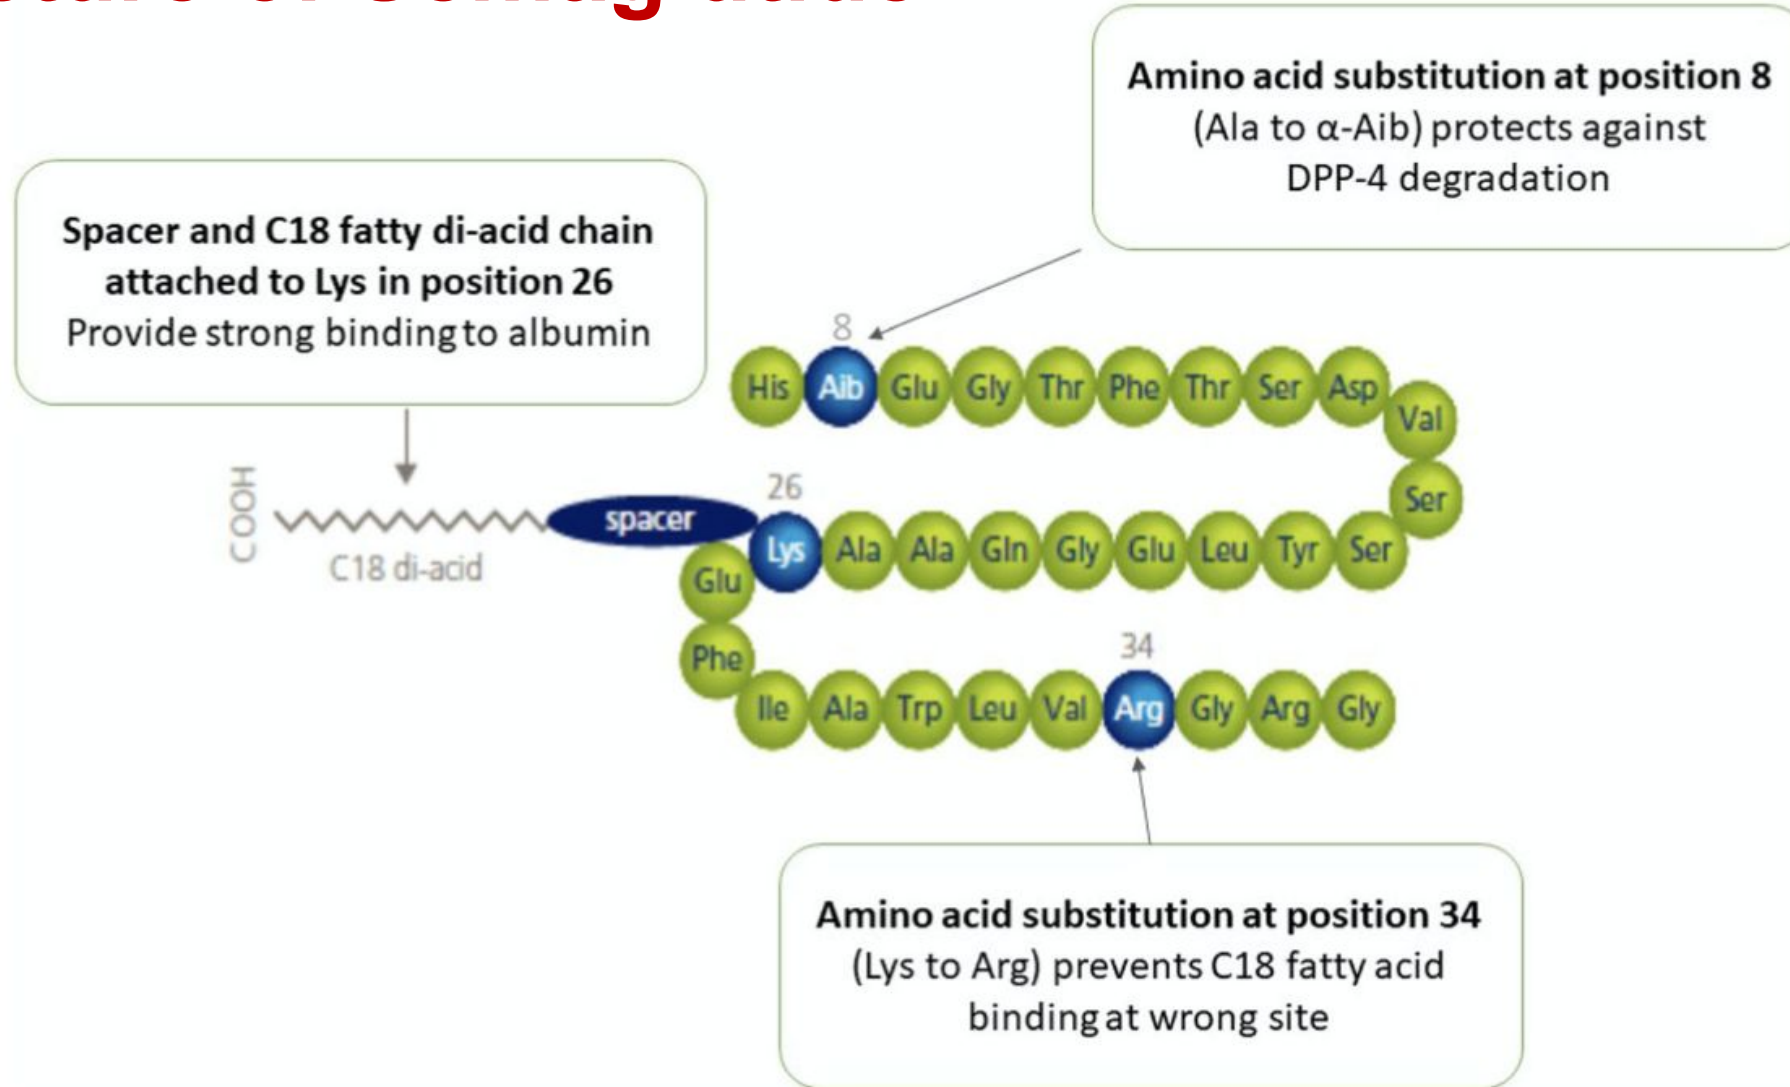 Amino acid substitution at position 8
(Ala to α-Aib) protects against
DPP-4 degradation
Spacer and C18 fatty di-acid chain
attached to Lys in position 26
Provide strong binding to albumin
8
His Aib Glu Gly Thr Phe Thr Ser Asp
Val
Ser
26
COOH
C18 di-acid
spacer
Lys Ala Ala Gln Gly Glu Leu Tyr Ser
Glu
Phe
34
Ile Ala Trp Leu Val Arg Gly Arg Gly
Amino acid substitution at position 34
(Lys to Arg) prevents C18 fatty acid
binding at wrong site